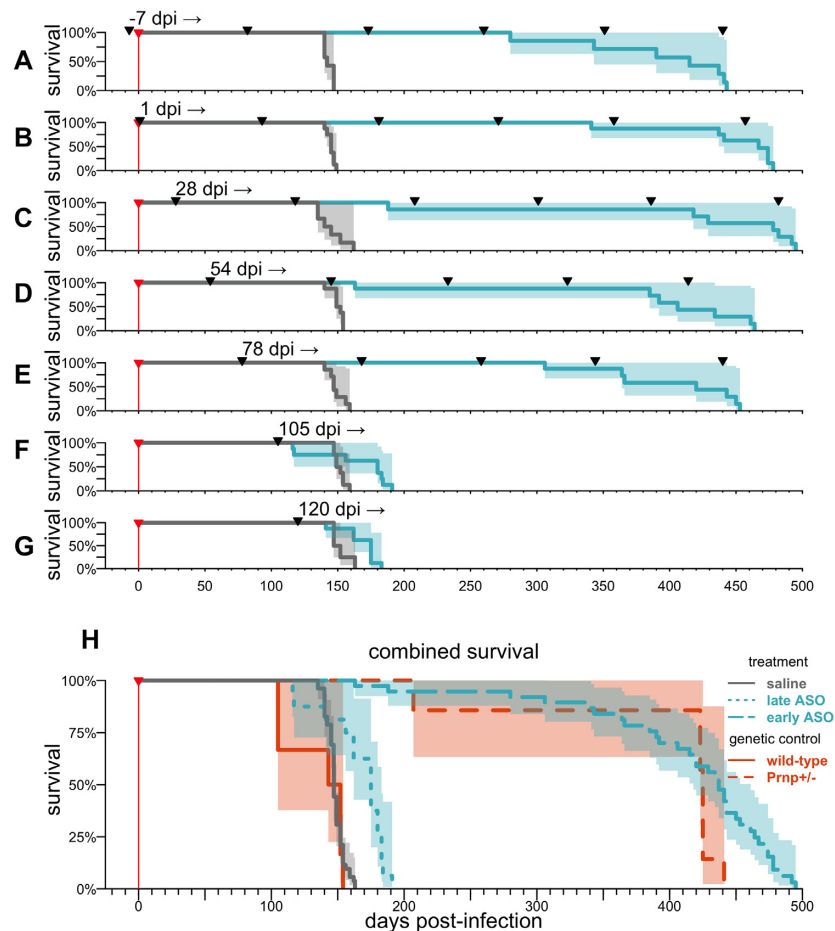 -7 dpi →
A
survival
100%
50%
0%
1 dpi →
B
survival
100%
50%
0%
28 dpi →
C
survival
100%
50%
0%
54 dpi →
D
survival
100%
50%
0%
78 dpi →
E
survival
100%
50%
0%
105 dpi →
F
survival
100%
50%
0%
120 dpi →
G
survival
100%
50%
0%
0 50 100 150 200 250 300 350 400 450 500
H
combined survival
treatment
saline
late ASO
early ASO
genetic control
wild-type
Prnp+/-
survival
100%
75%
50%
25%
0%
0 100 200 300 400 500
days post-infection